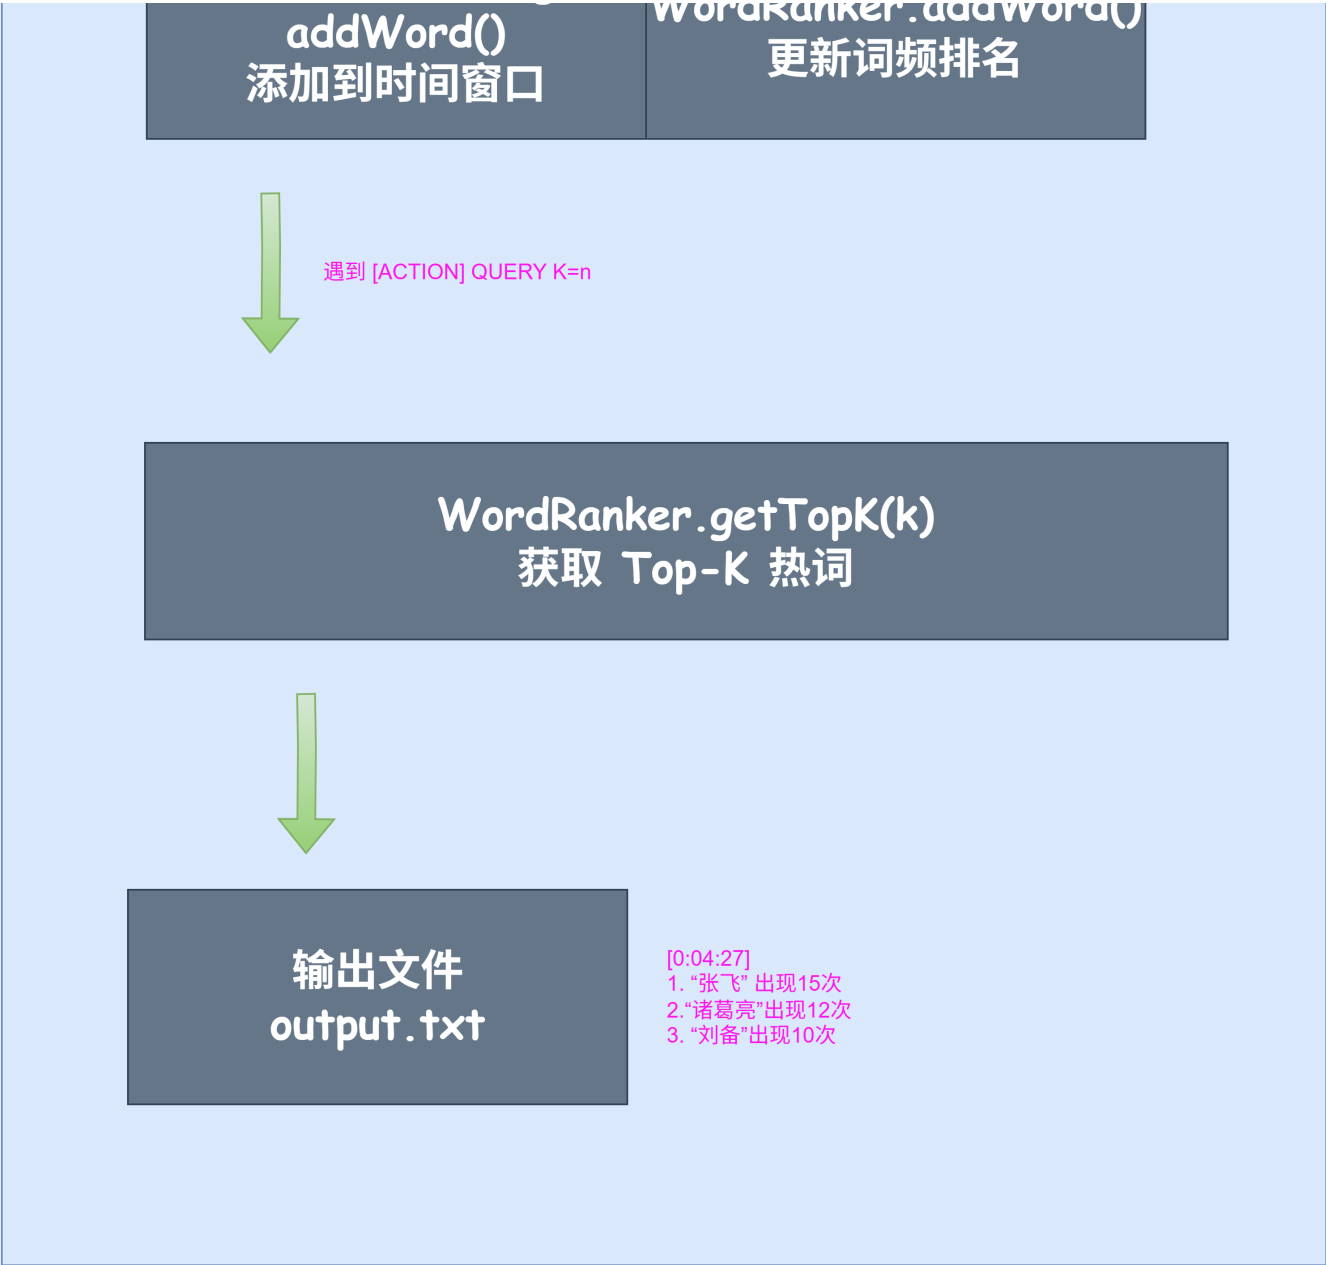 addWord()
添加到时间窗口
WordRanker.addWord()
更新词频排名
遇到 [ACTION] QUERY K=n
WordRanker.getTopK(k)
获取 Top-K 热词
输出文件
output.txt
[0:04:27]
1. “张飞” 出现15次
2.“诸葛亮”出现12次
3. “刘备”出现10次